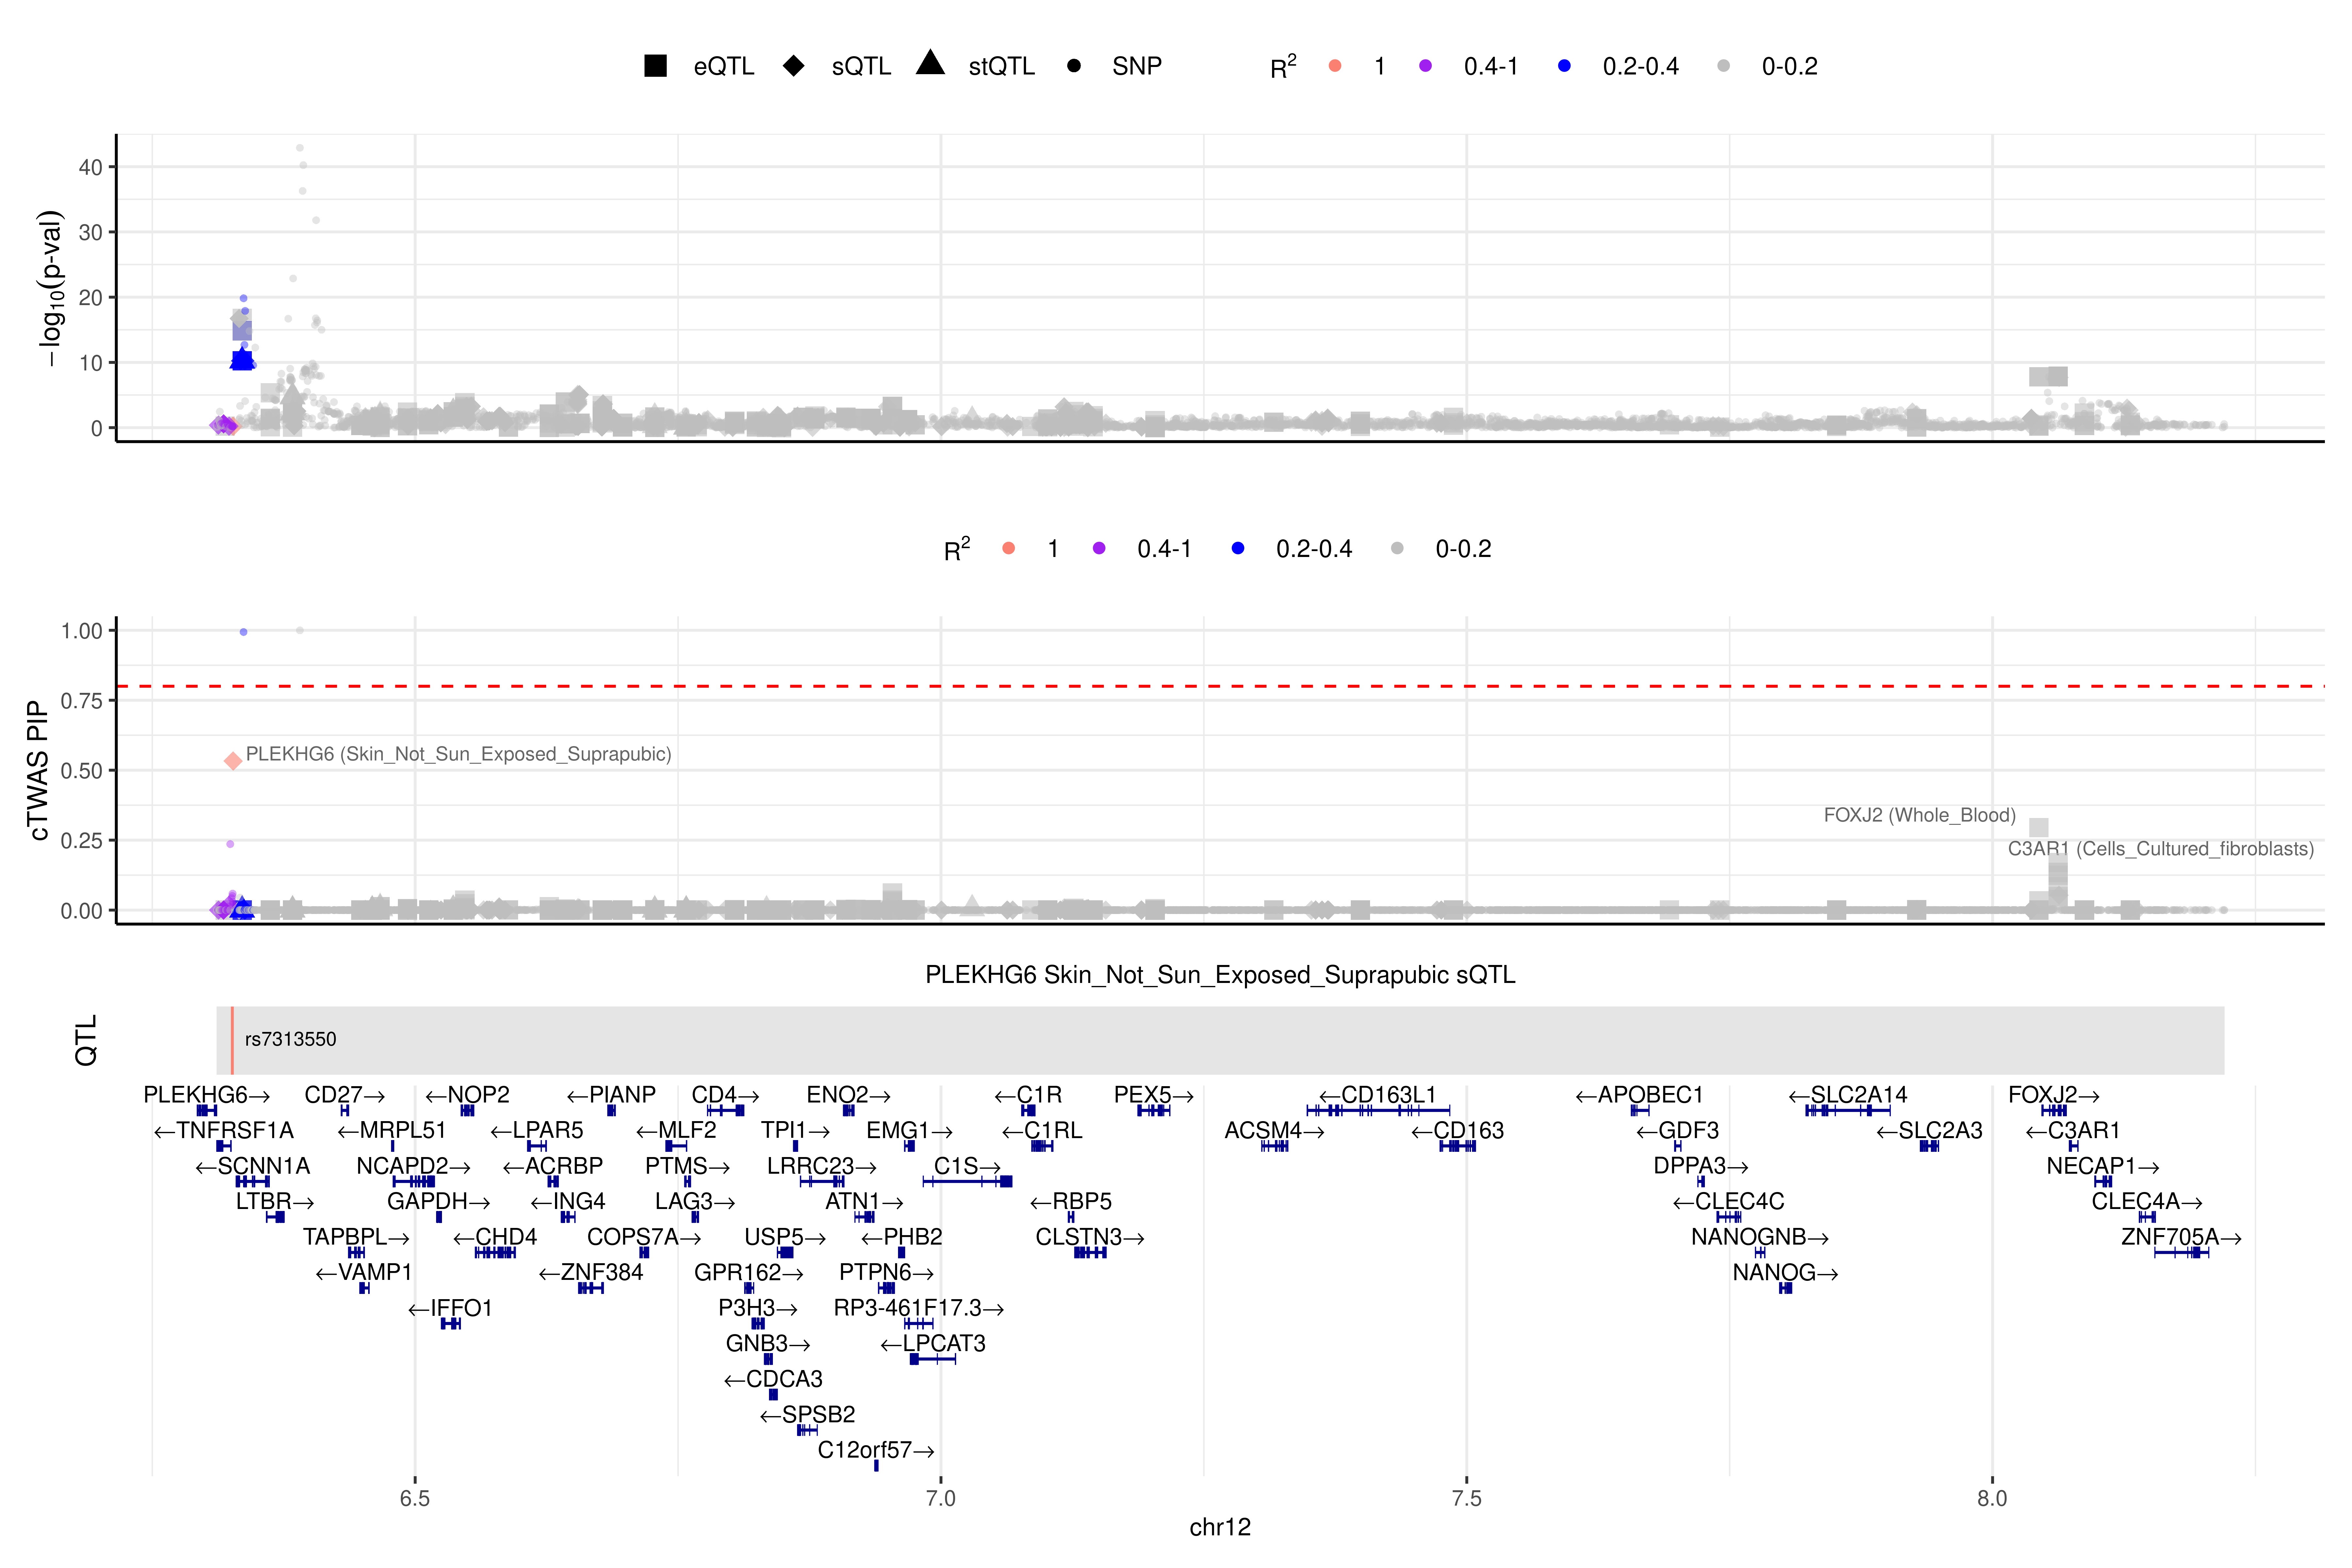 eQTL sQTL stQTL SNP R² 1 0.4-1 0.2-0.4 0-0.2
40
30
20
10
0
−log₁₀(p-val)
R² 1 0.4-1 0.2-0.4 0-0.2
1.00
0.75
0.50
0.25
0.00
cTWAS PIP
PLEKHG6 (Skin_Not_Sun_Exposed_Suprapubic)
FOXJ2 (Whole_Blood)
C3AR1 (Cells_Cultured_fibroblasts)
PLEKHG6 Skin_Not_Sun_Exposed_Suprapubic sQTL
QTL
rs7313550
PLEKHG6→ CD27→ ←NOP2 ←PIANP CD4→ ENO2→ ←C1R PEX5→ ←CD163L1 ←APOBEC1 ←SLC2A14 FOXJ2→
←TNFRSF1A ←MRPL51 ←LPAR5 ←MLF2 TPI1→ EMG1→ ←C1RL ACSM4→ ←CD163 ←GDF3 ←SLC2A3 ←C3AR1
←SCNN1A NCAPD2→ ←ACRBP PTMS→ LRRC23→ C1S→ DPPA3→ NECAP1→
LTBR→ GAPDH→ ←ING4 LAG3→ ATN1→ ←RBP5 ←CLEC4C CLEC4A→
TAPBPL→ ←CHD4 COPS7A→ USP5→ ←PHB2 CLSTN3→ NANOGNB→ ZNF705A→
←VAMP1 ←ZNF384 GPR162→ PTPN6→ NANOG→
←IFFO1 P3H3→ RP3-461F17.3→
GNB3→ ←LPCAT3
←CDCA3
←SPSB2
C12orf57→
6.5 7.0 7.5 8.0
chr12